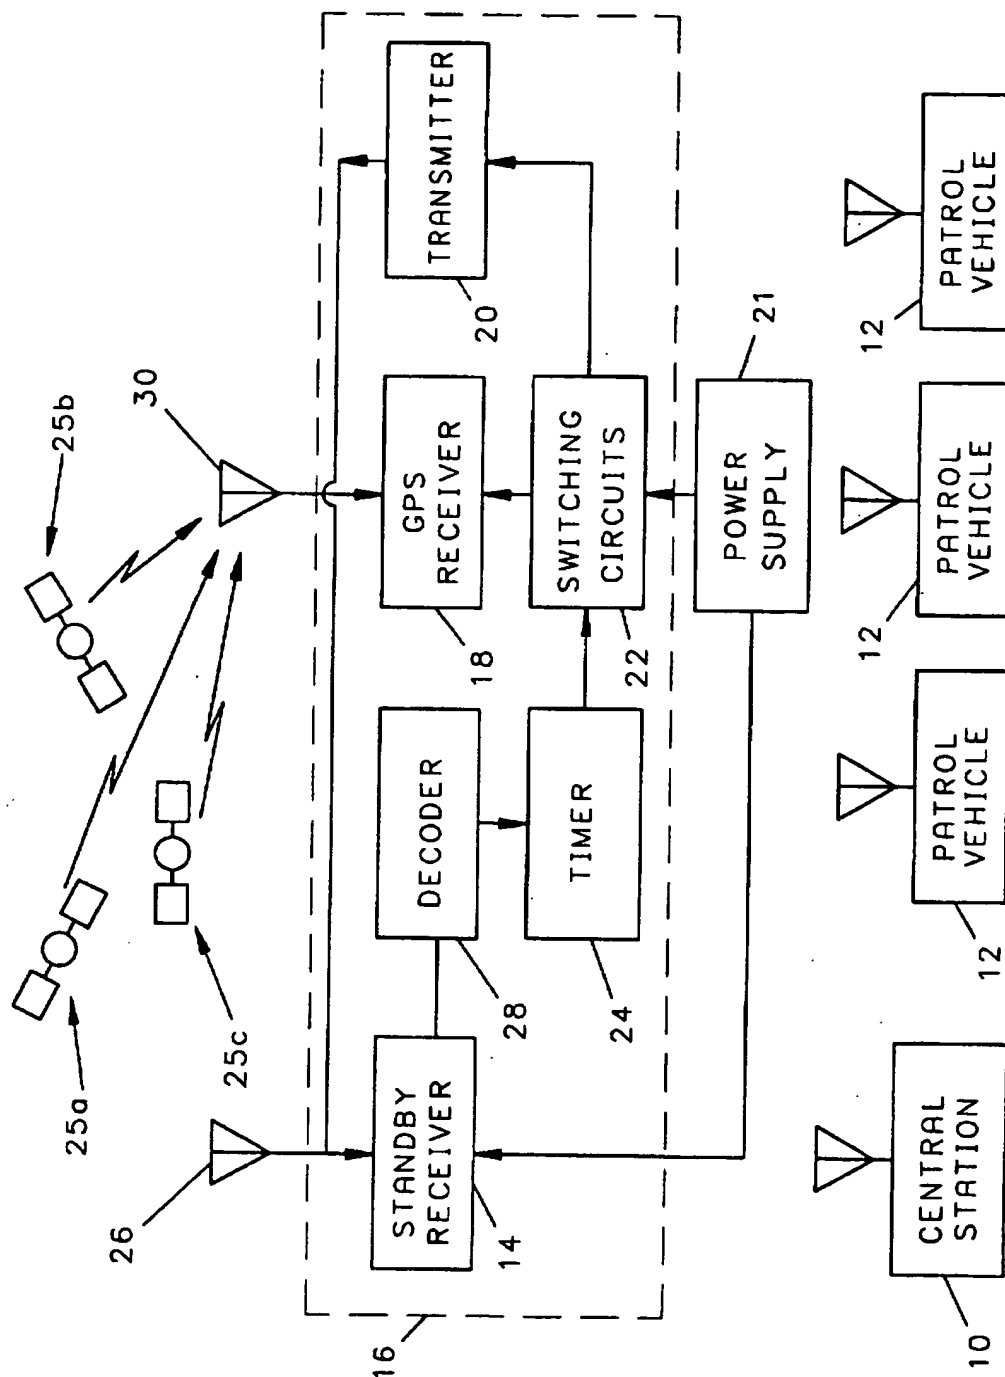 25b
25a
25c
30
26
STANDBY
RECEIVER
14
DECODER
28
GPS
RECEIVER
18
TRANSMITTER
20
TIMER
24
SWITCHING
CIRCUITS
22
16
POWER
SUPPLY
21
CENTRAL
STATION
10
PATROL
VEHICLE
12
PATROL
VEHICLE
12
PATROL
VEHICLE
12